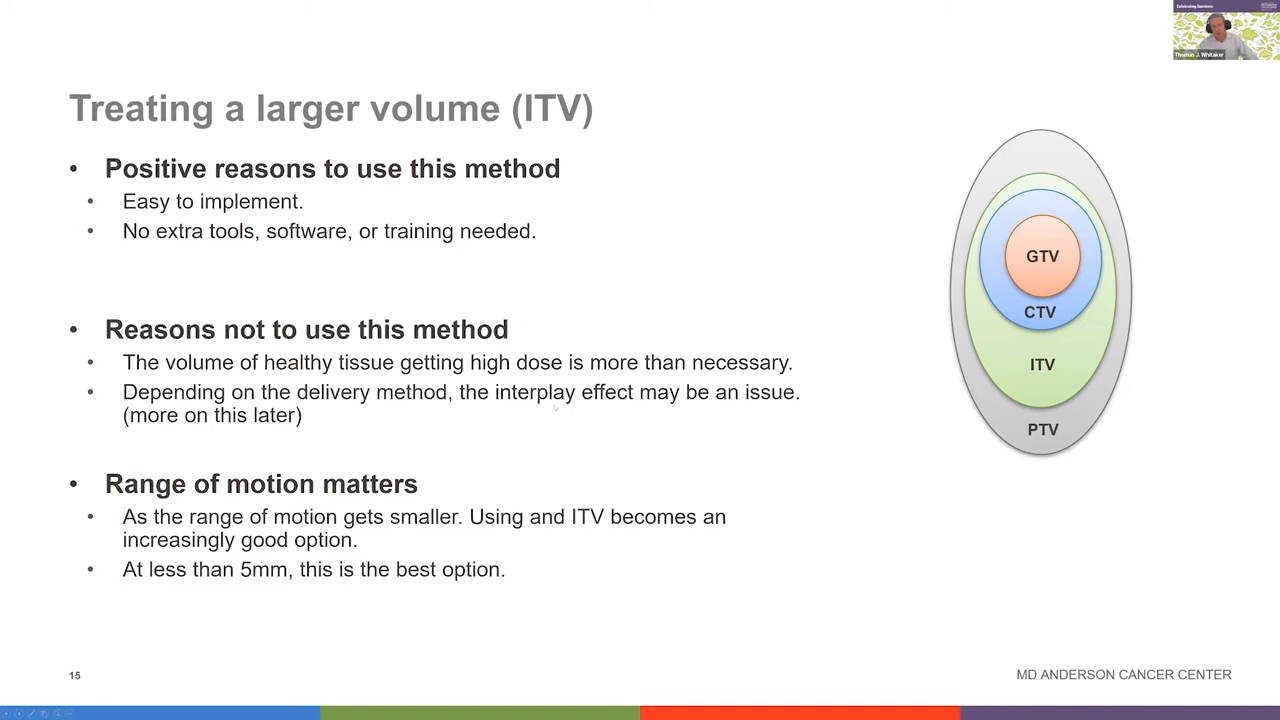 Celebrating Survivors
Thomas J. Whitaker
Treating a larger volume (ITV)
• Positive reasons to use this method
• Easy to implement.
• No extra tools, software, or training needed.
• Reasons not to use this method
• The volume of healthy tissue getting high dose is more than necessary.
• Depending on the delivery method, the interplay effect may be an issue.
(more on this later)
• Range of motion matters
• As the range of motion gets smaller. Using and ITV becomes an
increasingly good option.
• At less than 5mm, this is the best option.
GTV
CTV
ITV
PTV
15
MD ANDERSON CANCER CENTER